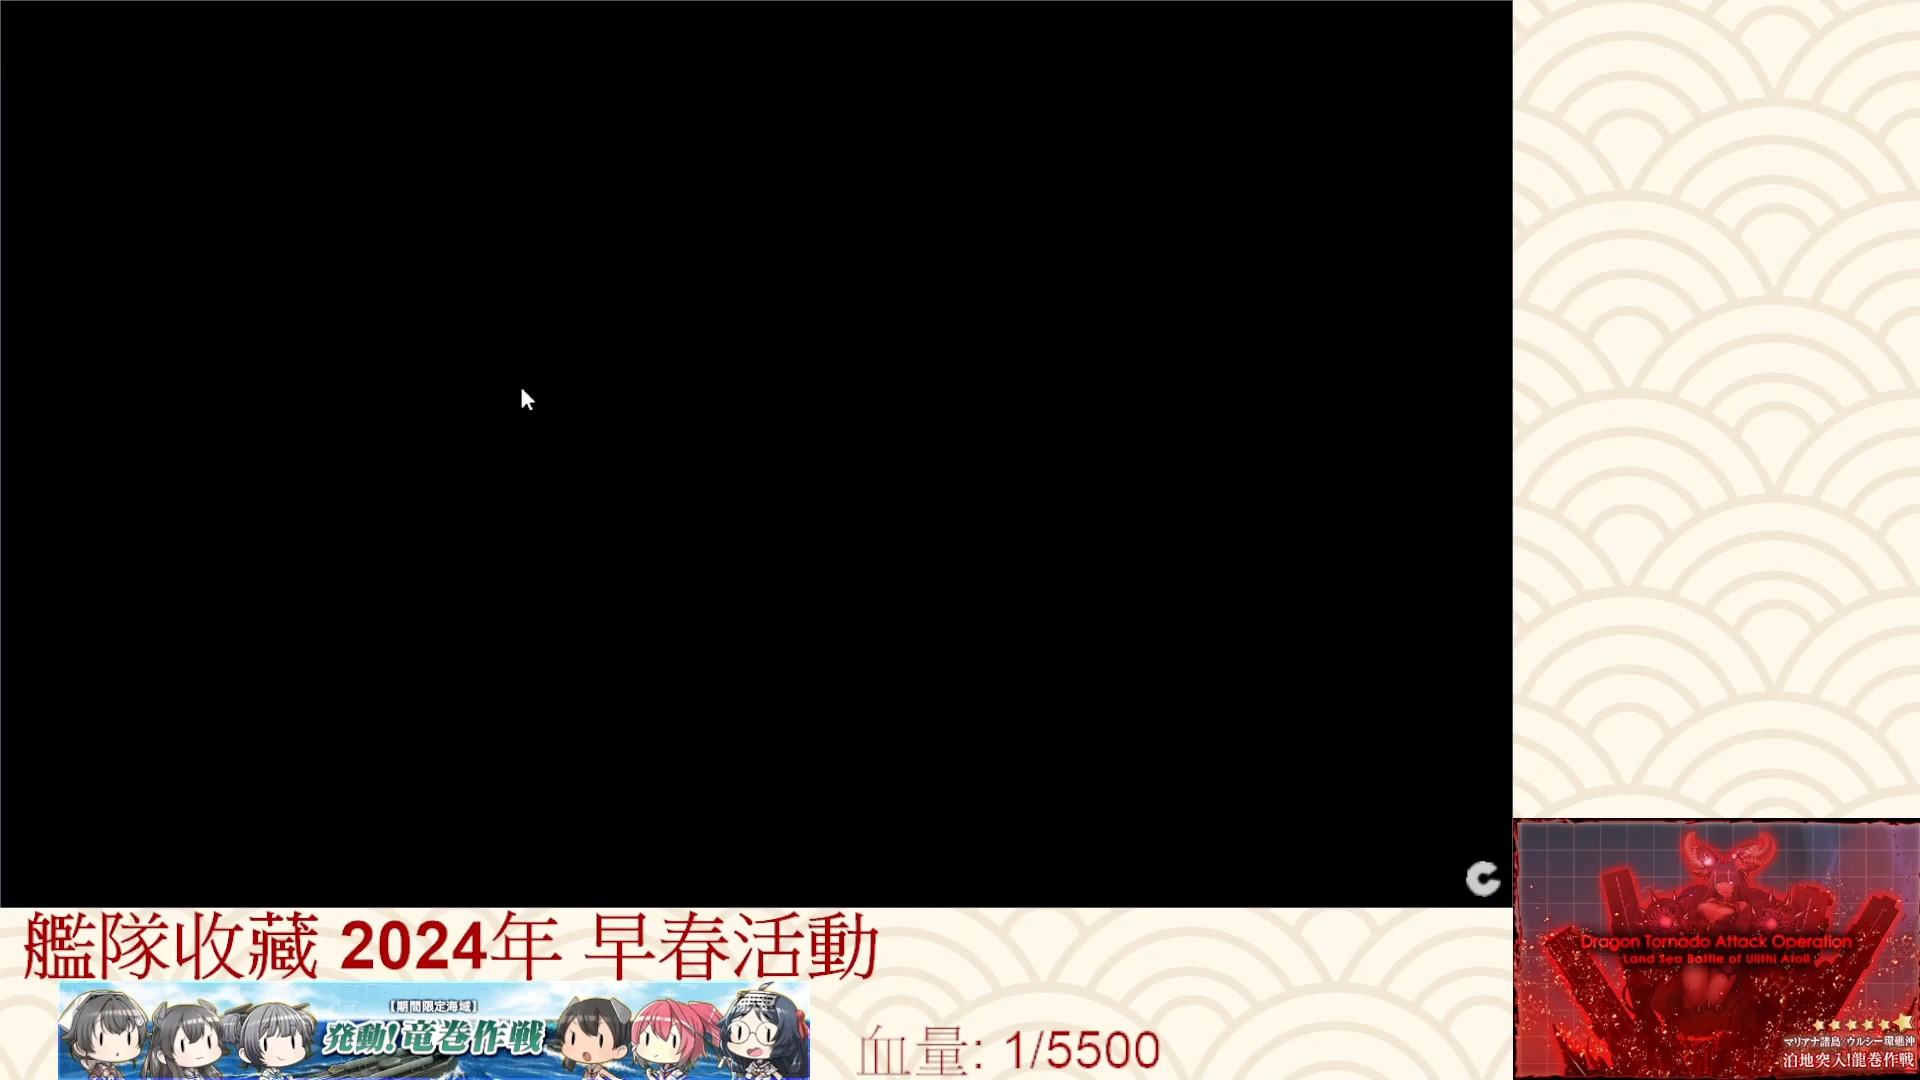 艦隊收藏 2024年 早春活動
【期間限定海域】
発動!竜巻作戦
血量: 1/5500
Dragon Tornado Attack Operation
Land Sea Battle of Ulithi Atoll
マリアナ諸島/ウルシー環礁沖
泊地突入!龍巻作戦